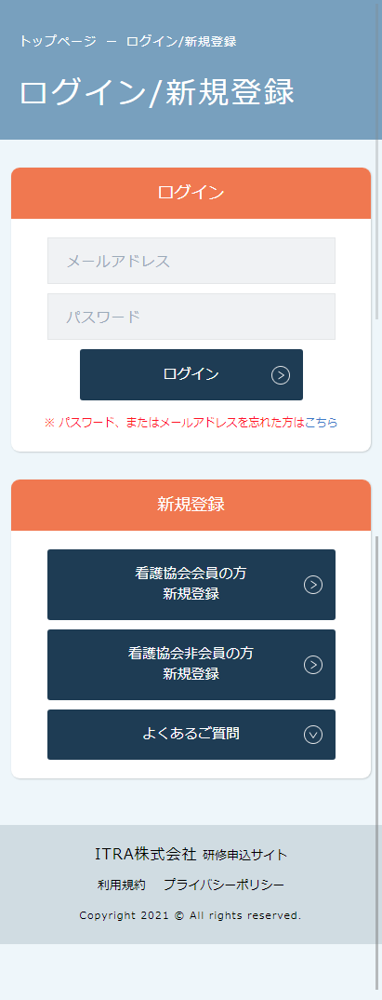 トップページ － ログイン/新規登録
ログイン/新規登録
ログイン
メールアドレス
パスワード
ログイン
※ パスワード、またはメールアドレスを忘れた方はこちら
新規登録
看護協会会員の方
新規登録
看護協会非会員の方
新規登録
よくあるご質問
ITRA株式会社 研修申込サイト
利用規約 プライバシーポリシー
Copyright 2021 © All rights reserved.